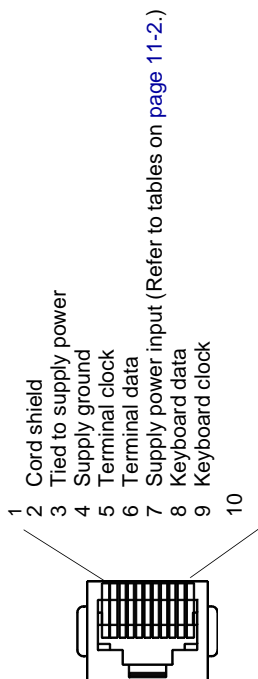 1
2 Cord shield
3 Tied to supply power
4 Supply ground
5 Terminal clock
6 Terminal data
7 Supply power input (Refer to tables on page 11-2.)
8 Keyboard data
9 Keyboard clock
10